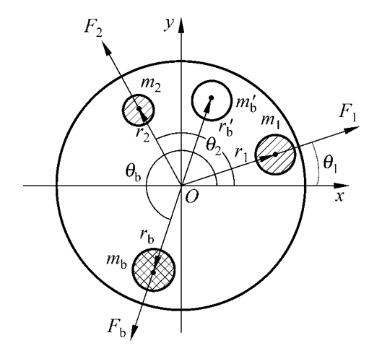 y
F₂
m₂
m′b
F₁
m₁
r₂
r′b
θ₂
r₁
θ₁
θb
O
x
rb
mb
Fb